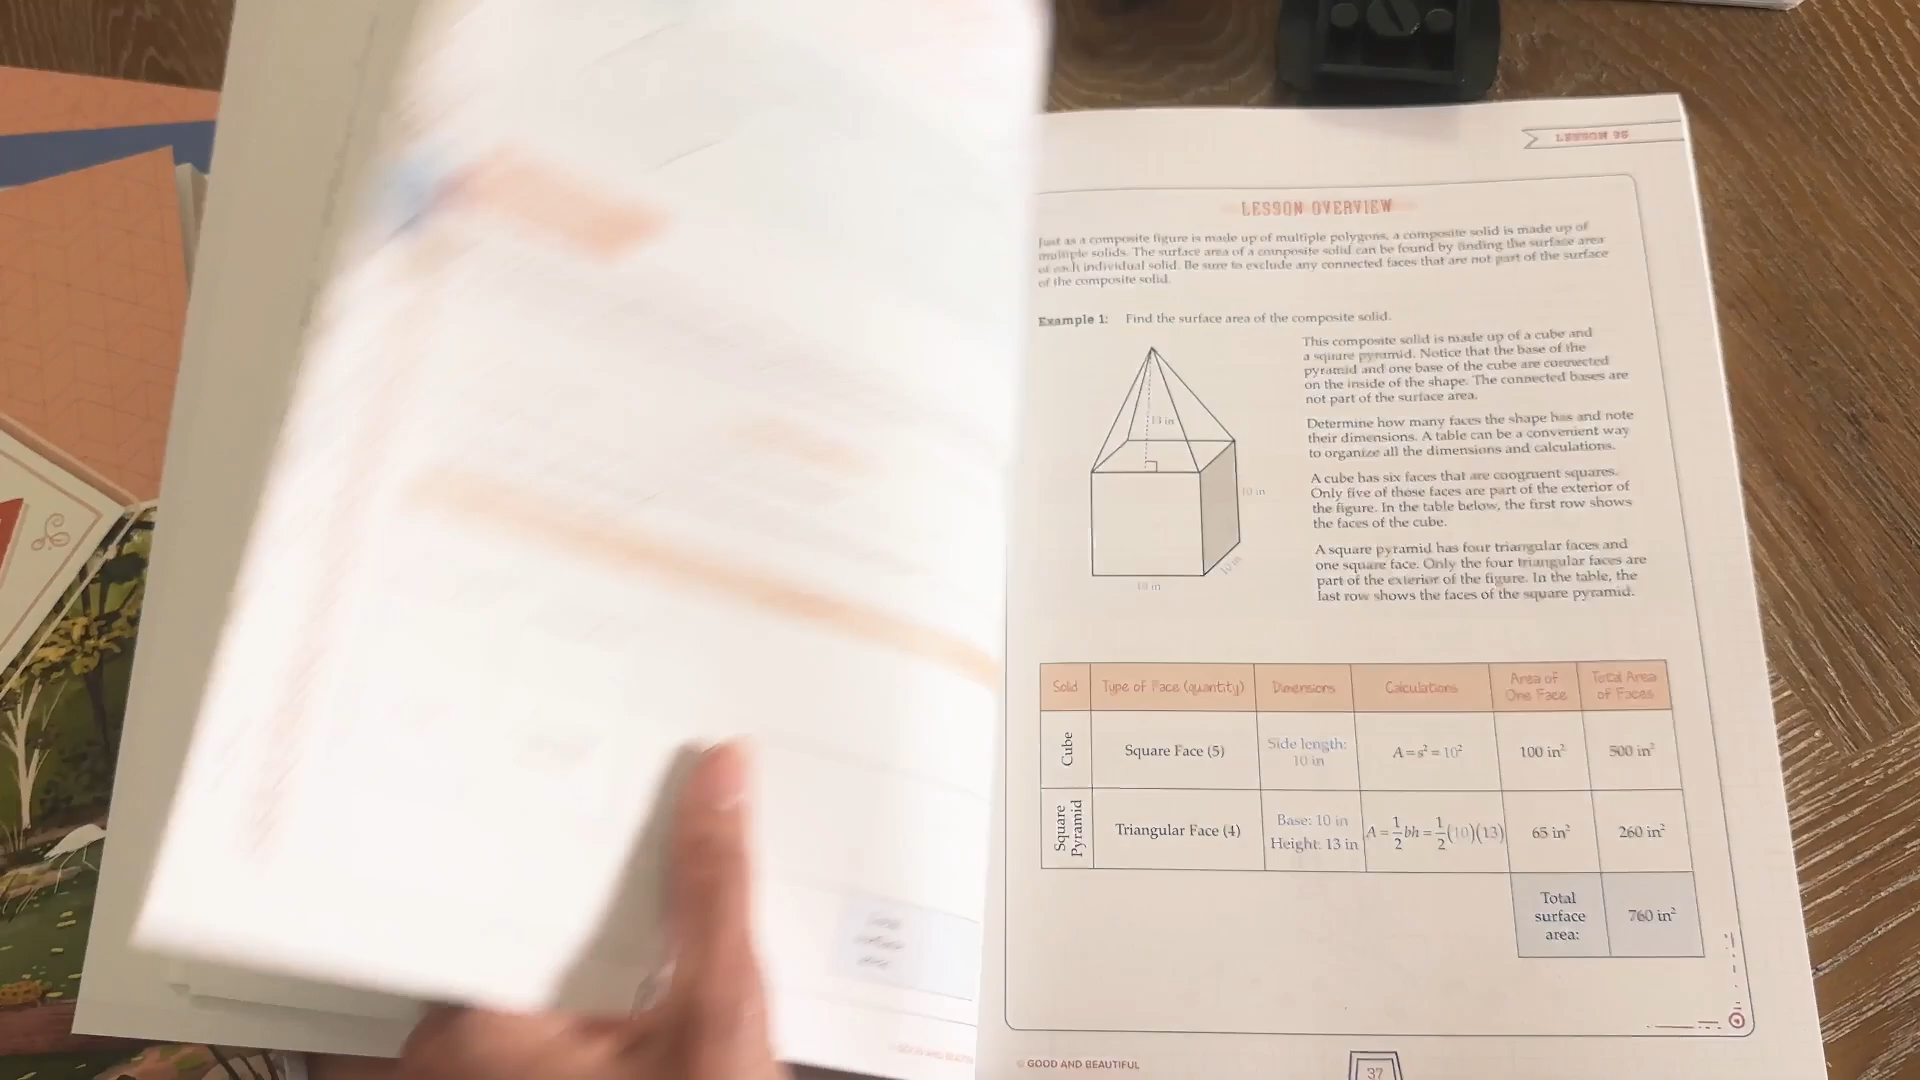 LESSON 95
LESSON OVERVIEW
Just as a composite figure is made up of multiple polygons, a composite solid is made up of
multiple solids. The surface area of a composite solid can be found by finding the surface area
of each individual solid. Be sure to exclude any connected faces that are not part of the surface
of the composite solid.
Example 1: Find the surface area of the composite solid.
This composite solid is made up of a cube and
a square pyramid. Notice that the base of the
pyramid and one base of the cube are connected
on the inside of the shape. The connected bases are
not part of the surface area.
Determine how many faces the shape has and note
their dimensions. A table can be a convenient way
to organize all the dimensions and calculations.
A cube has six faces that are congruent squares.
Only five of those faces are part of the exterior of
the figure. In the table below, the first row shows
the faces of the cube.
A square pyramid has four triangular faces and
one square face. Only the four triangular faces are
part of the exterior of the figure. In the table, the
last row shows the faces of the square pyramid.
13 in
10 in
10 in
10 in
Solid Type of Face (quantity) Dimensions Calculations Area of One Face Total Area of Faces
Cube Square Face (5) Side length: 10 in A = s² = 10² 100 in² 500 in²
Square Pyramid Triangular Face (4) Base: 10 in Height: 13 in A = 1/2 bh = 1/2 (10)(13) 65 in² 260 in²
Total surface area: 760 in²
© GOOD AND BEAUTIFUL
37